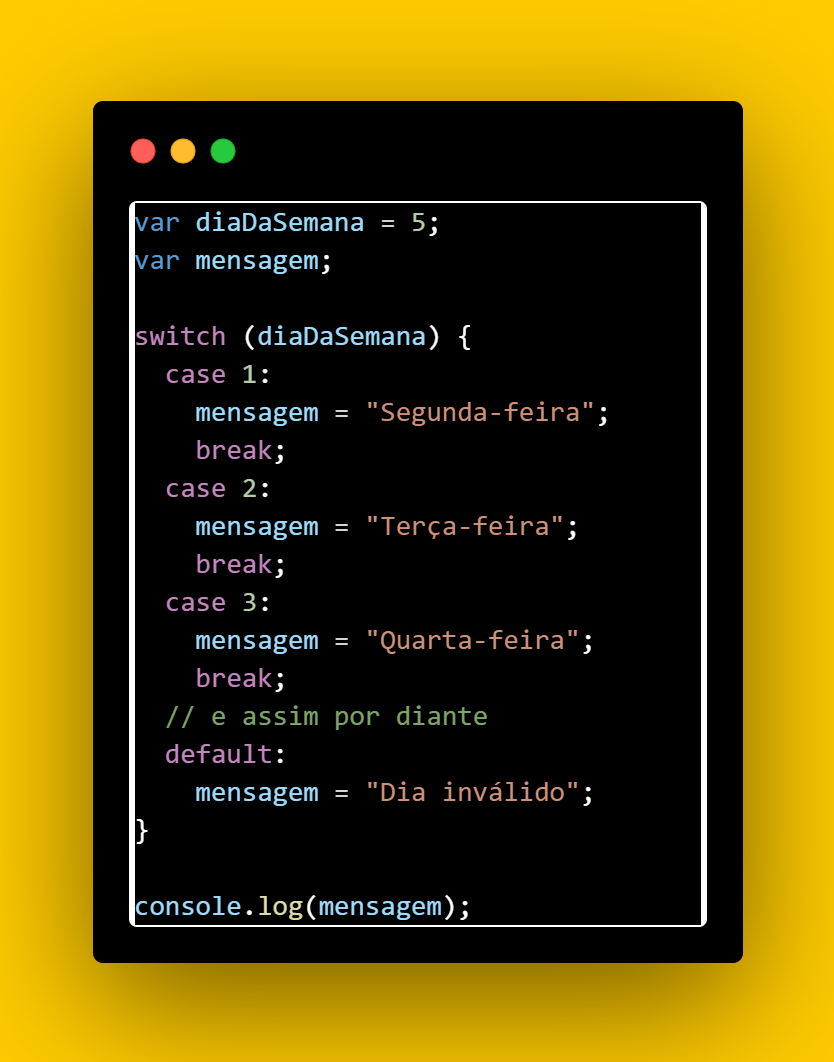 var diaDaSemana = 5;
var mensagem;

switch (diaDaSemana) {
  case 1:
    mensagem = "Segunda-feira";
    break;
  case 2:
    mensagem = "Terça-feira";
    break;
  case 3:
    mensagem = "Quarta-feira";
    break;
  // e assim por diante
  default:
    mensagem = "Dia inválido";
}

console.log(mensagem);